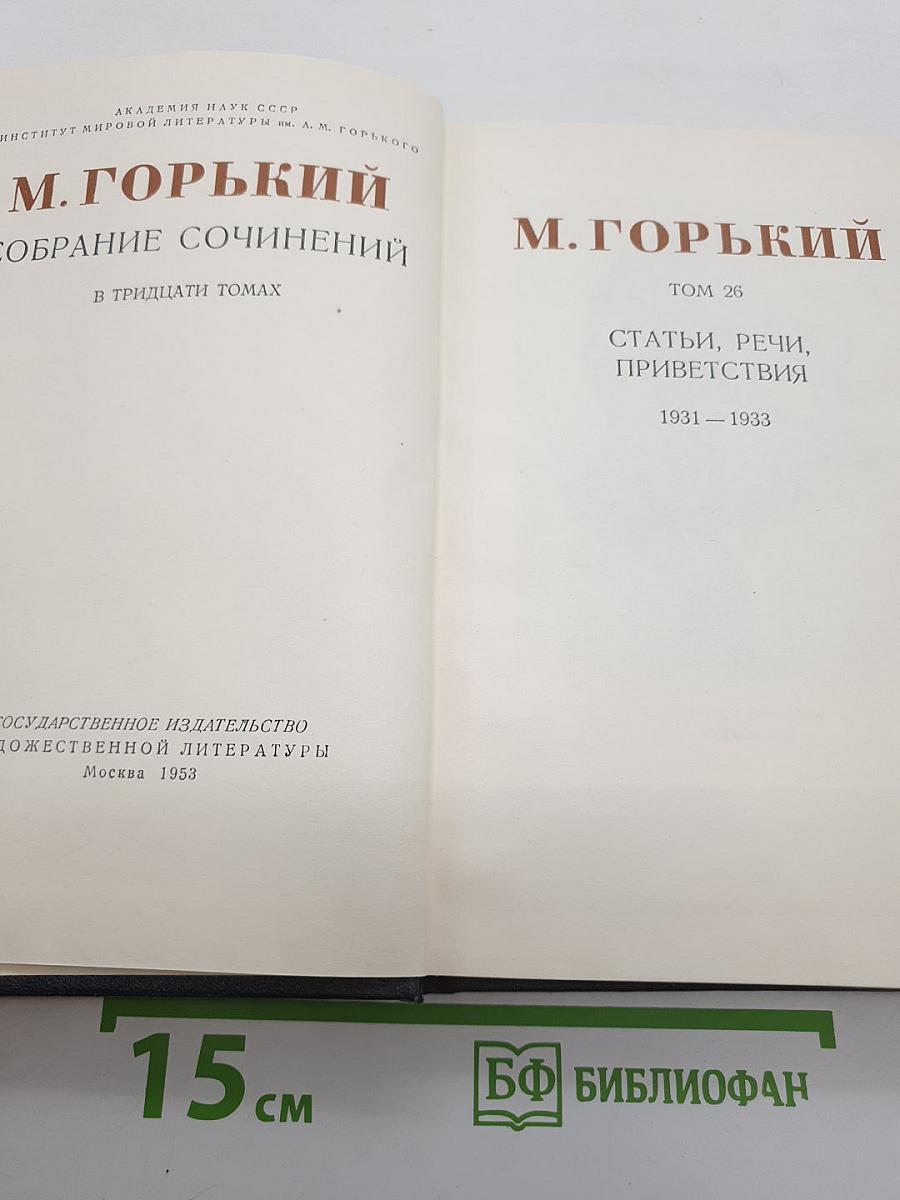 АКАДЕМИЯ НАУК СССР
ИНСТИТУТ МИРОВОЙ ЛИТЕРАТУРЫ им. А. М. ГОРЬКОГО
М. ГОРЬКИЙ
СОБРАНИЕ СОЧИНЕНИЙ
В ТРИДЦАТИ ТОМАХ
ГОСУДАРСТВЕННОЕ ИЗДАТЕЛЬСТВО
ДОЖЕСТВЕННОЙ ЛИТЕРАТУРЫ
Москва 1953
М. ГОРЬКИЙ
ТОМ 26
СТАТЬИ, РЕЧИ,
ПРИВЕТСТВИЯ
1931 — 1933
15 см
БФ БИБЛИОФАН